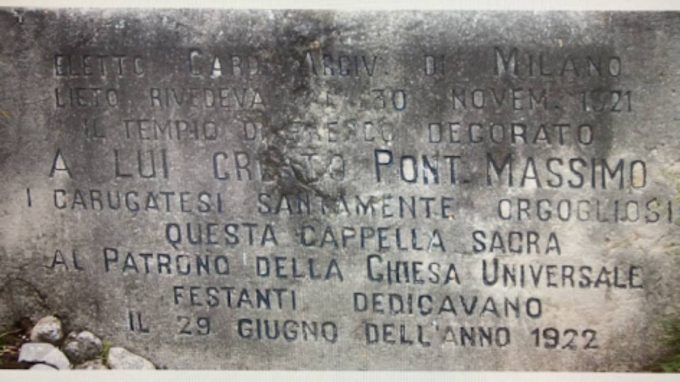 ELETTO CARD. ARCIV. DI MILANO
LIETO RIVEDEVA IL 30 NOVEM. 1921
IL TEMPIO DI FRESCO DECORATO
A LUI CREATO PONT. MASSIMO
I CARUGATESI SANTAMENTE ORGOGLIOSI
QUESTA CAPPELLA SACRA
AL PATRONO DELLA CHIESA UNIVERSALE
FESTANTI DEDICAVANO
IL 29 GIUGNO DELL'ANNO 1922